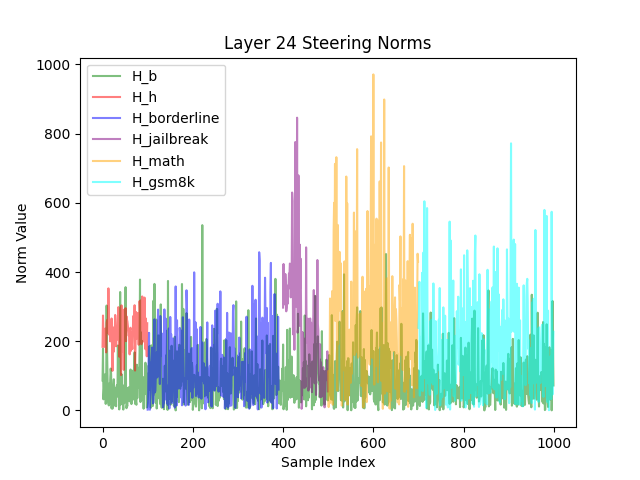 Layer 24 Steering Norms
1000
800
600
400
200
0
Norm Value
H_b
H_h
H_borderline
H_jailbreak
H_math
H_gsm8k
0 200 400 600 800 1000
Sample Index